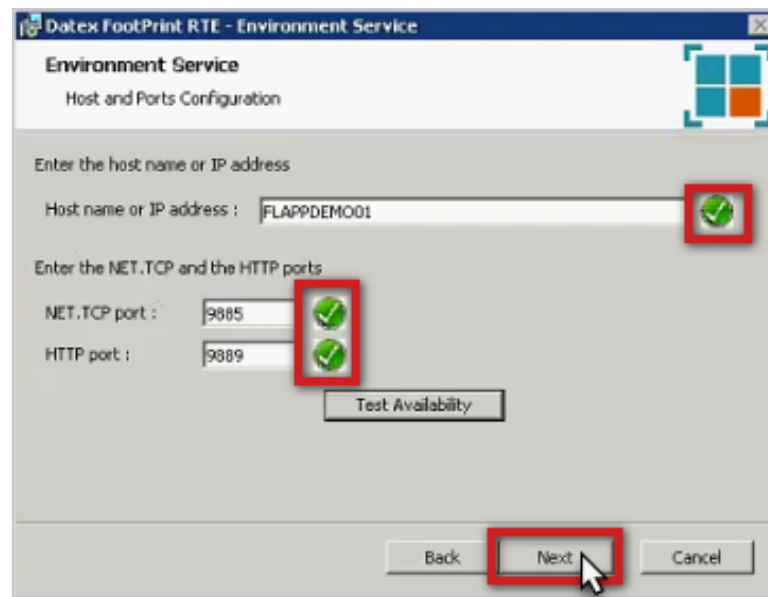 Datex FootPrint RTE - Environment Service
Environment Service
Host and Ports Configuration
Enter the host name or IP address
Host name or IP address : FLAPPDEMO01
Enter the NET.TCP and the HTTP ports
NET.TCP port : 9885
HTTP port : 9889
Test Availability
Back Next Cancel